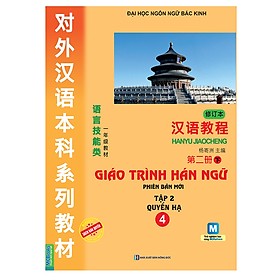 ĐẠI HỌC NGÔN NGỮ BẮC KINH
对外汉语本科系列教材
语言技能类
一年级教材
修订本
汉语教程
HANYU JIAOCHENG
杨寄洲 主编
第二册 下
GIÁO TRÌNH HÁN NGỮ
PHIÊN BẢN MỚI
TẬP 2
QUYỂN HẠ
4